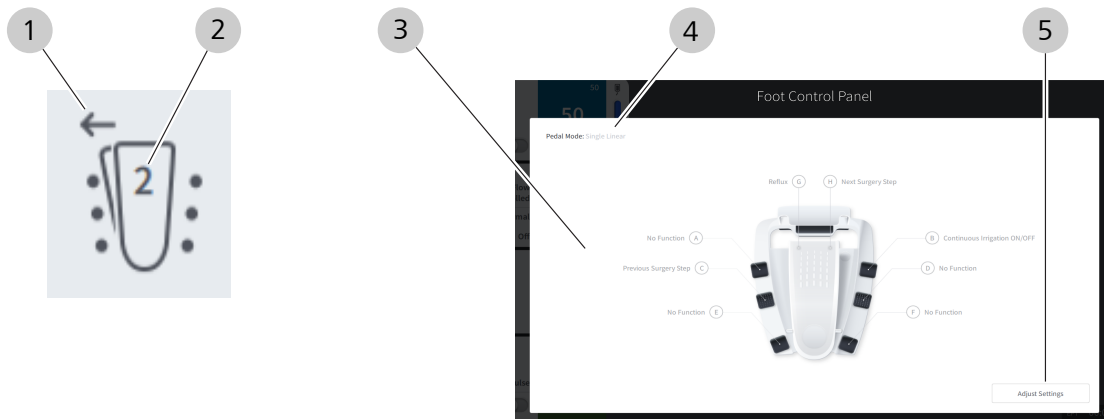 1
2
3
4
5
2
50
50
Foot Control Panel
Pedal Mode: Single Linear
Reflux G
H Next Surgery Step
No Function A
B Continuous Irrigation ON/OFF
Previous Surgery Step C
D No Function
No Function E
F No Function
Adjust Settings